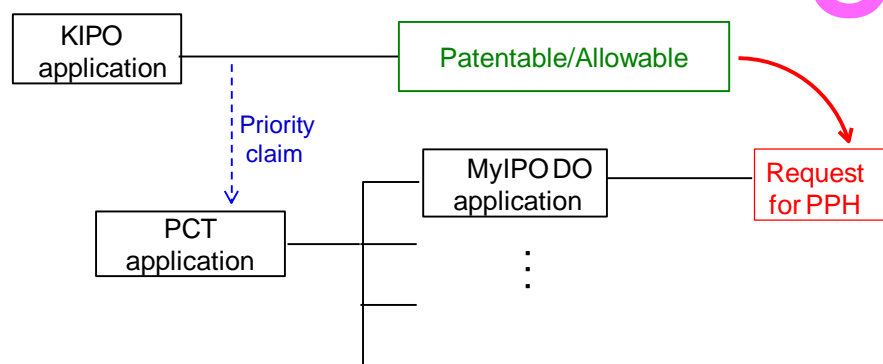 KIPO
application
Patentable/Allowable
Priority
claim
MyIPO DO
application
Request
for PPH
PCT
application